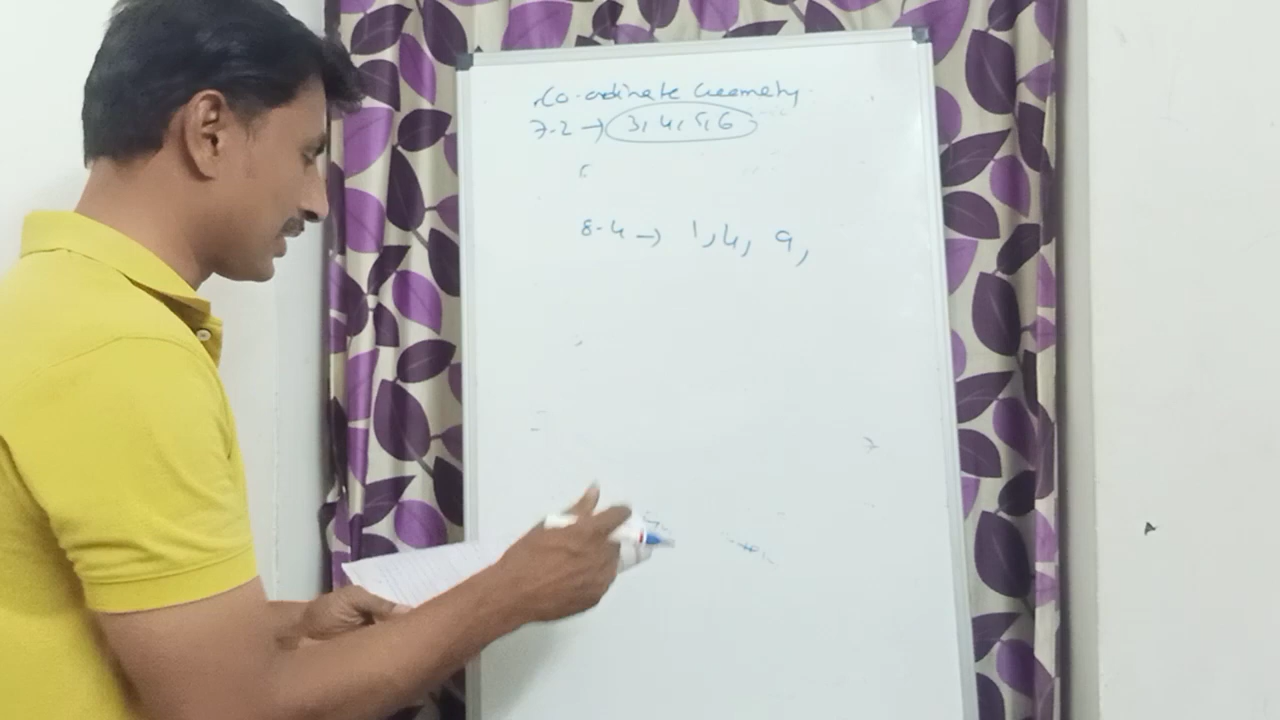 Co-ordinate Geometry
7.2 → 3, 4, 5, 6
8.4 → 1, 4, 9,